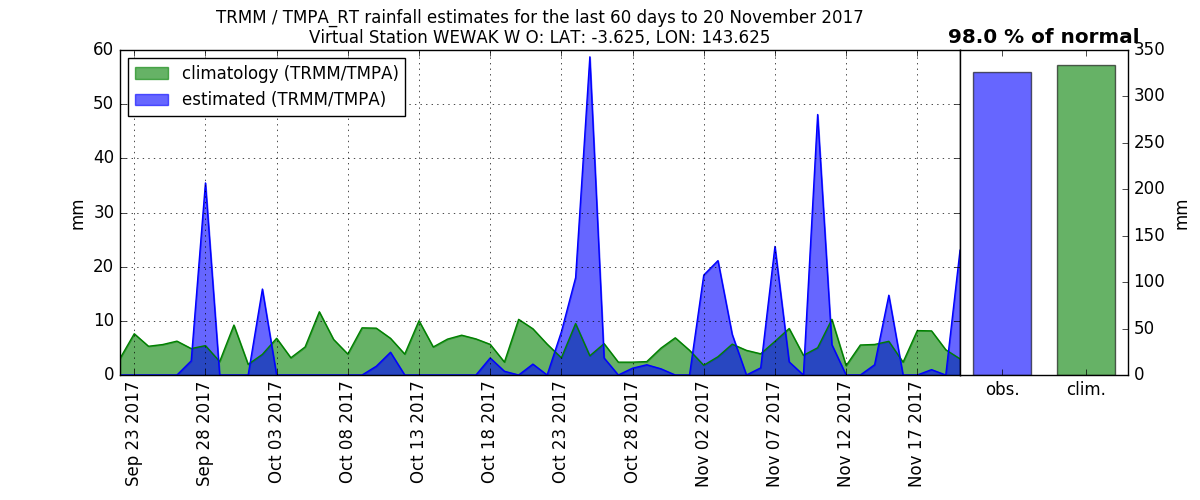 TRMM / TMPA_RT rainfall estimates for the last 60 days to 20 November 2017
Virtual Station WEWAK W O: LAT: -3.625, LON: 143.625
98.0 % of normal
climatology (TRMM/TMPA)
estimated (TRMM/TMPA)
60
50
40
30
20
10
0
mm
350
300
250
200
150
100
50
0
mm
Sep 23 2017
Sep 28 2017
Oct 03 2017
Oct 08 2017
Oct 13 2017
Oct 18 2017
Oct 23 2017
Oct 28 2017
Nov 02 2017
Nov 07 2017
Nov 12 2017
Nov 17 2017
obs.
clim.